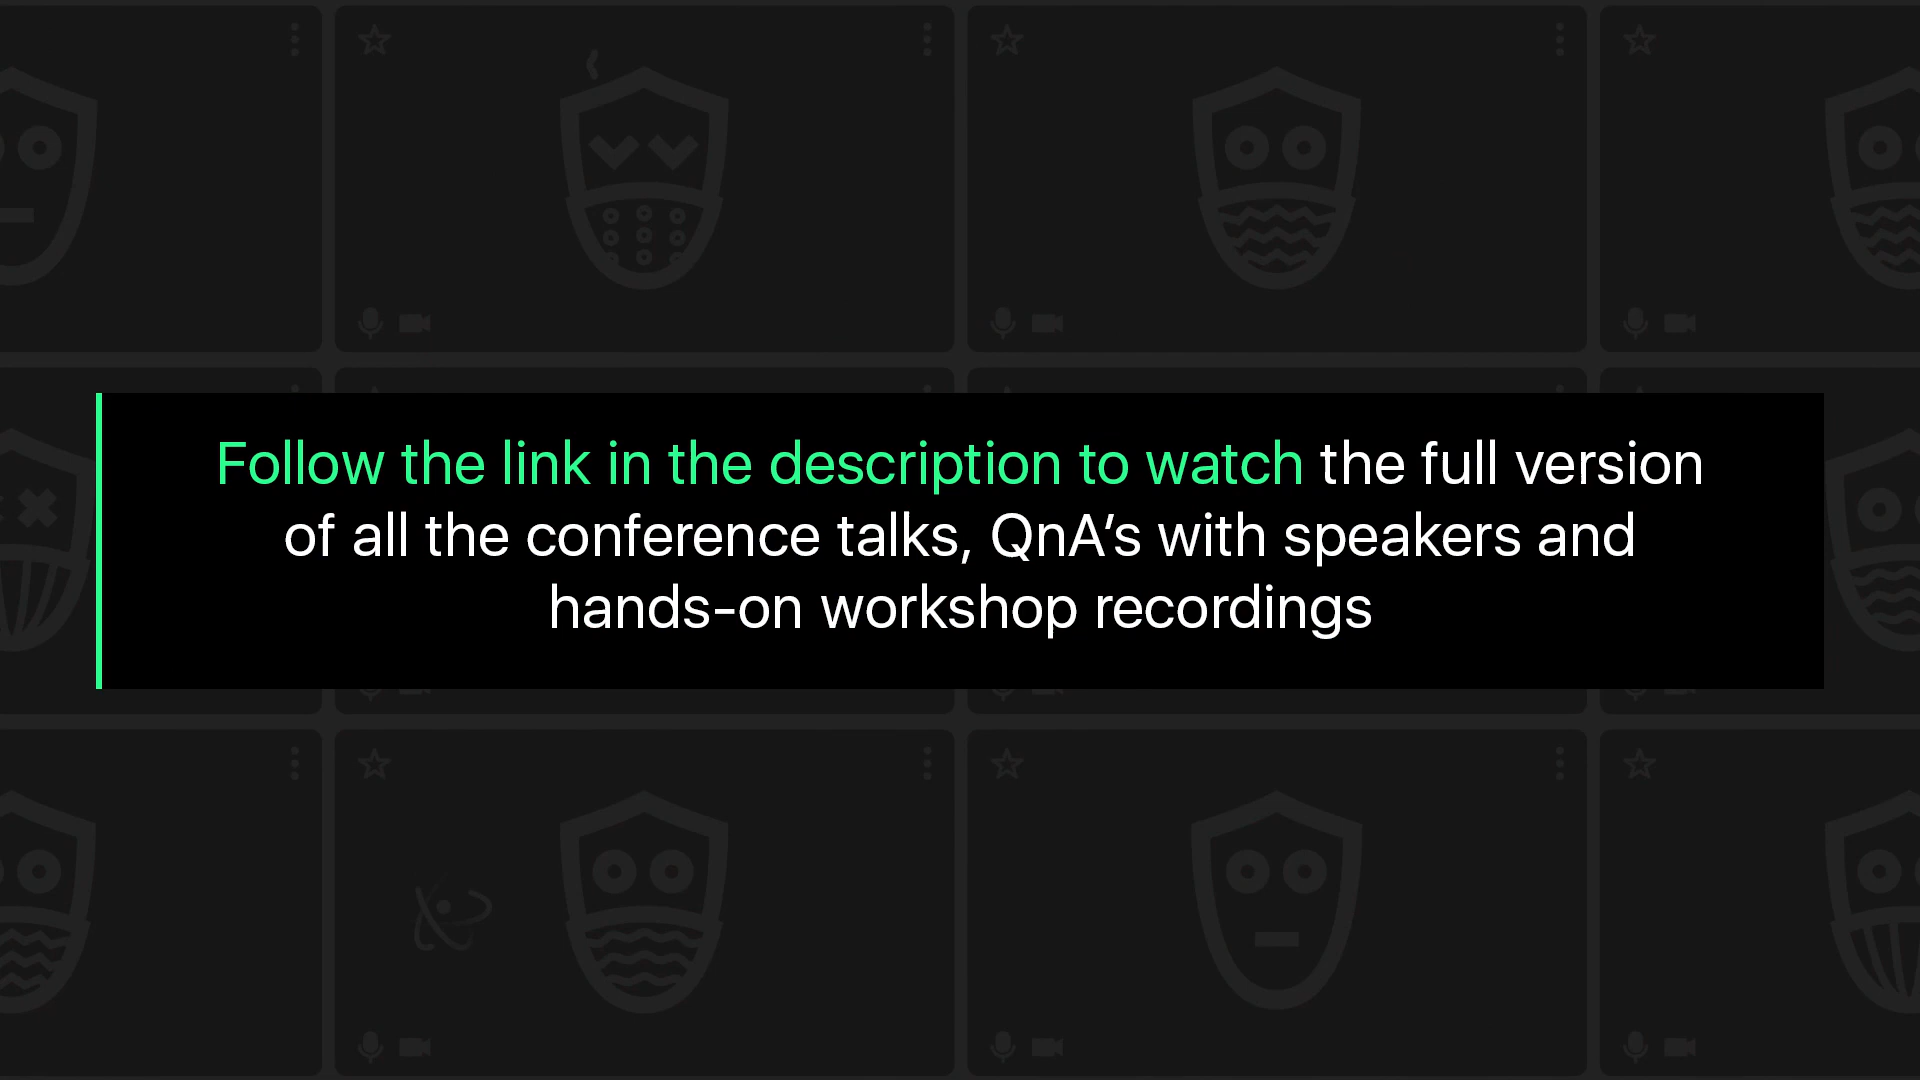 Follow the link in the description to watch the full version
of all the conference talks, QnA’s with speakers and
hands-on workshop recordings